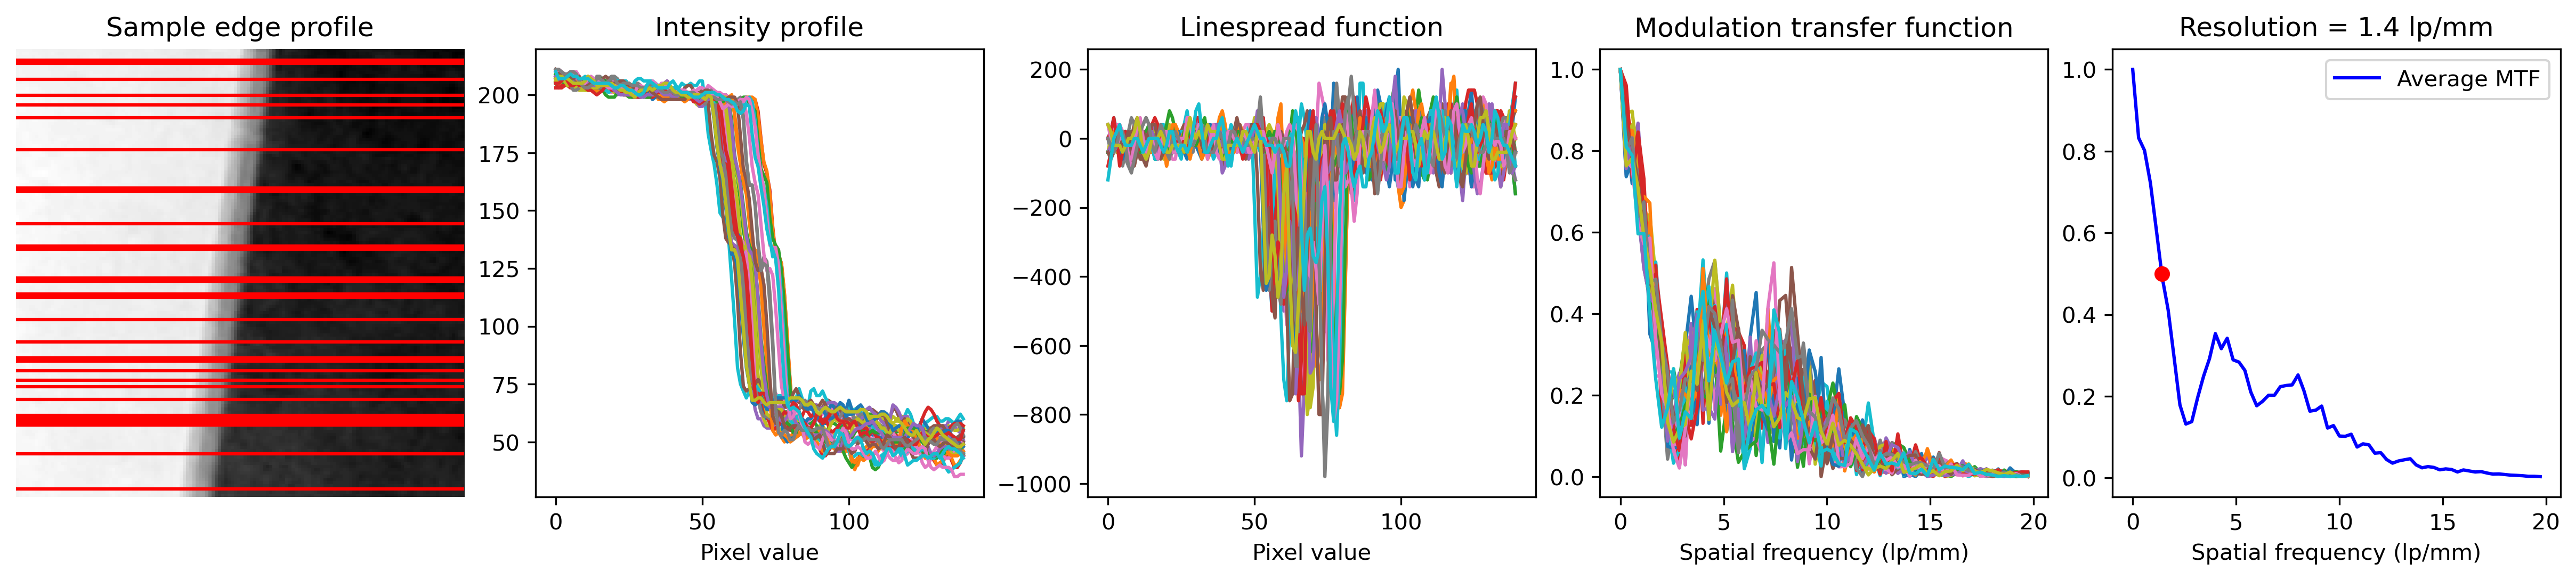 Sample edge profile
Intensity profile
200
175
150
125
100
75
50
0 50 100
Pixel value
Linespread function
200
0
−200
−400
−600
−800
−1000
0 50 100
Pixel value
Modulation transfer function
1.0
0.8
0.6
0.4
0.2
0.0
0 5 10 15 20
Spatial frequency (lp/mm)
Resolution = 1.4 lp/mm
Average MTF
1.0
0.8
0.6
0.4
0.2
0.0
0 5 10 15 20
Spatial frequency (lp/mm)